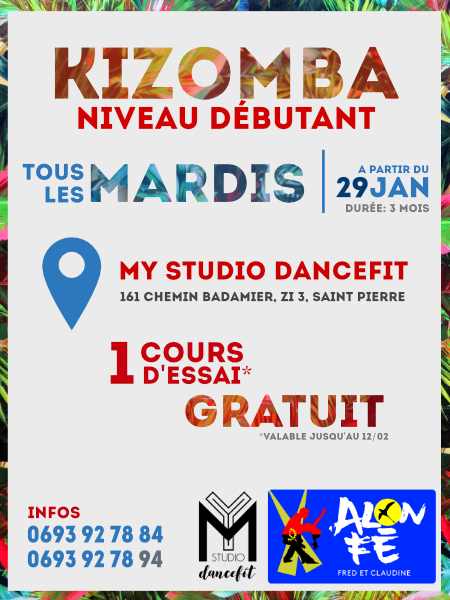 KIZOMBA
NIVEAU DÉBUTANT
TOUS
LES MARDIS
A PARTIR DU
29JAN
DURÉE: 3 MOIS
MY STUDIO DANCEFIT
161 CHEMIN BADAMIER, ZI 3, SAINT PIERRE
1 COURS
D'ESSAI*
GRATUIT
*VALABLE JUSQU'AU 12/02
INFOS
0693 92 78 84
0693 92 78 94
MY
STUDIO
dancefit
ALON
FÉ
FRED ET CLAUDINE